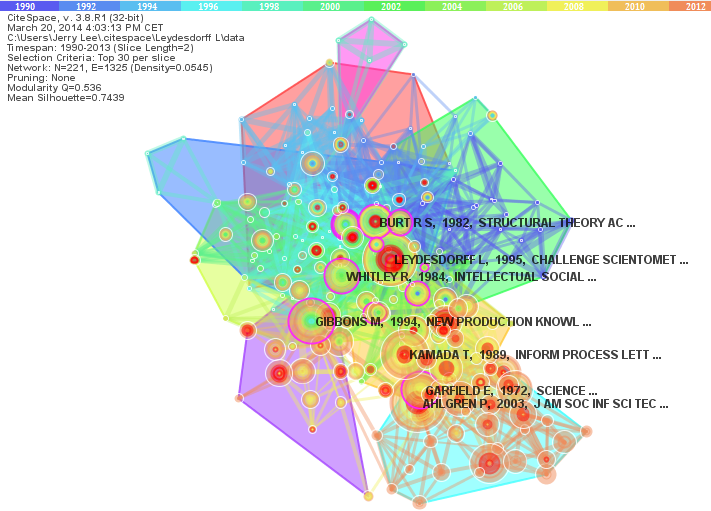 1990 1992 1994 1996 1998 2000 2002 2004 2006 2008 2010 2012
CiteSpace, v. 3.8.R1 (32-bit)
March 20, 2014 4:03:13 PM CET
C:\Users\Jerry Lee\.citespace\Leydesdorff L\data
Timespan: 1990-2013 (Slice Length=2)
Selection Criteria: Top 30 per slice
Network: N=221, E=1325 (Density=0.0545)
Pruning: None
Modularity Q=0.536
Mean Silhouette=0.7439
BURT R S, 1982, STRUCTURAL THEORY AC ...
LEYDESDORFF L, 1995, CHALLENGE SCIENTOMET ...
WHITLEY R, 1984, INTELLECTUAL SOCIAL ...
GIBBONS M, 1994, NEW PRODUCTION KNOWL ...
KAMADA T, 1989, INFORM PROCESS LETT ...
GARFIELD E, 1972, SCIENCE ...
AHLGREN P, 2003, J AM SOC INF SCI TEC ...